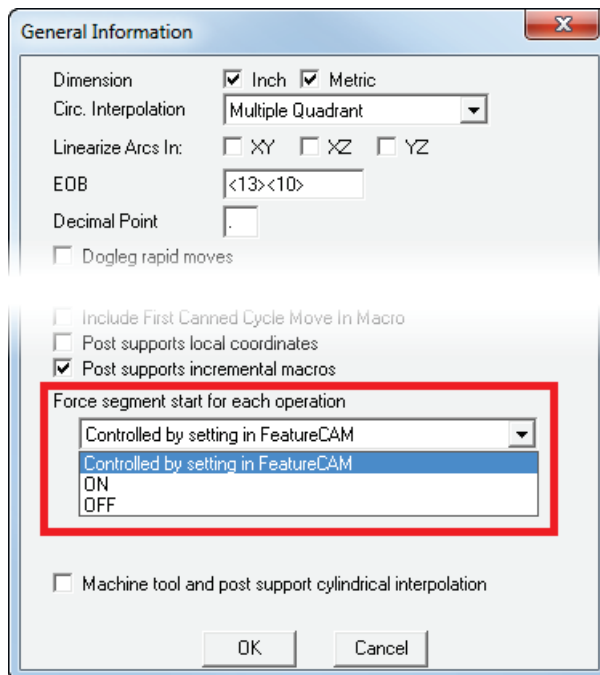 General Information
Dimension Inch Metric
Circ. Interpolation Multiple Quadrant
Linearize Arcs In: XY XZ YZ
EOB <13><10>
Decimal Point .
Dogleg rapid moves
Include First Canned Cycle Move In Macro
Post supports local coordinates
Post supports incremental macros
Force segment start for each operation
Controlled by setting in FeatureCAM
Controlled by setting in FeatureCAM
ON
OFF
Machine tool and post support cylindrical interpolation
OK Cancel